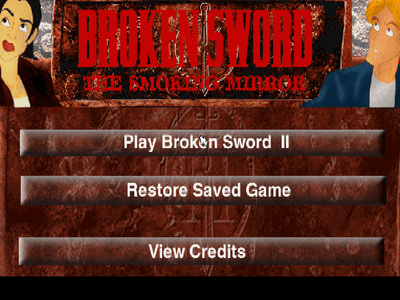 BROKEN SWORD
THE SMOKING MIRROR
Play Broken Sword II
Restore Saved Game
View Credits